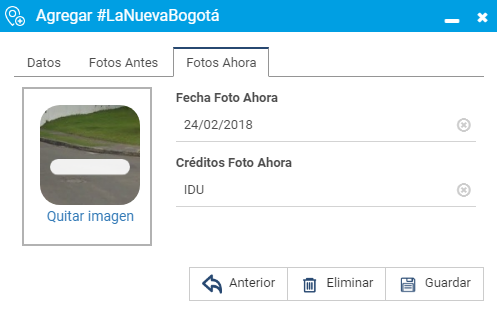 Agregar #LaNuevaBogotá
Datos
Fotos Antes
Fotos Ahora
Fecha Foto Ahora
24/02/2018
Créditos Foto Ahora
IDU
Quitar imagen
Anterior
Eliminar
Guardar